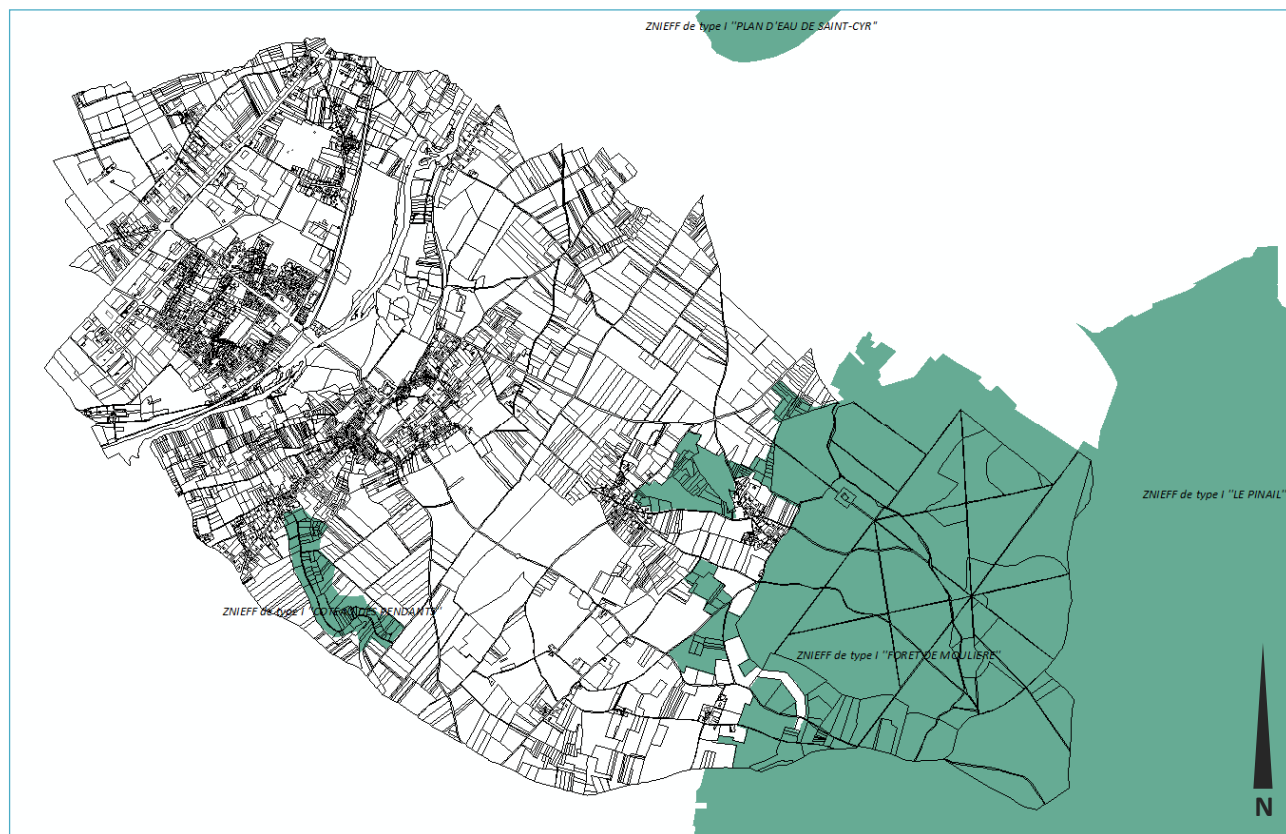 ZNIEFF de type I "PLAN D'EAU DE SAINT-CYR"
ZNIEFF de type I "LE PINAIL"
ZNIEFF de type I "COTEAU DES PENDANTS"
ZNIEFF de type I "FORET DE MOULIERE"
N